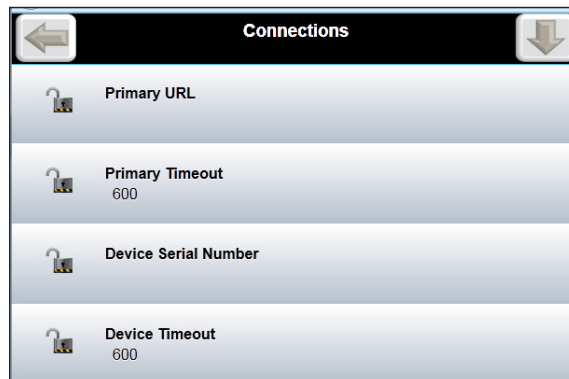 Connections
Primary URL
Primary Timeout
600
Device Serial Number
Device Timeout
600